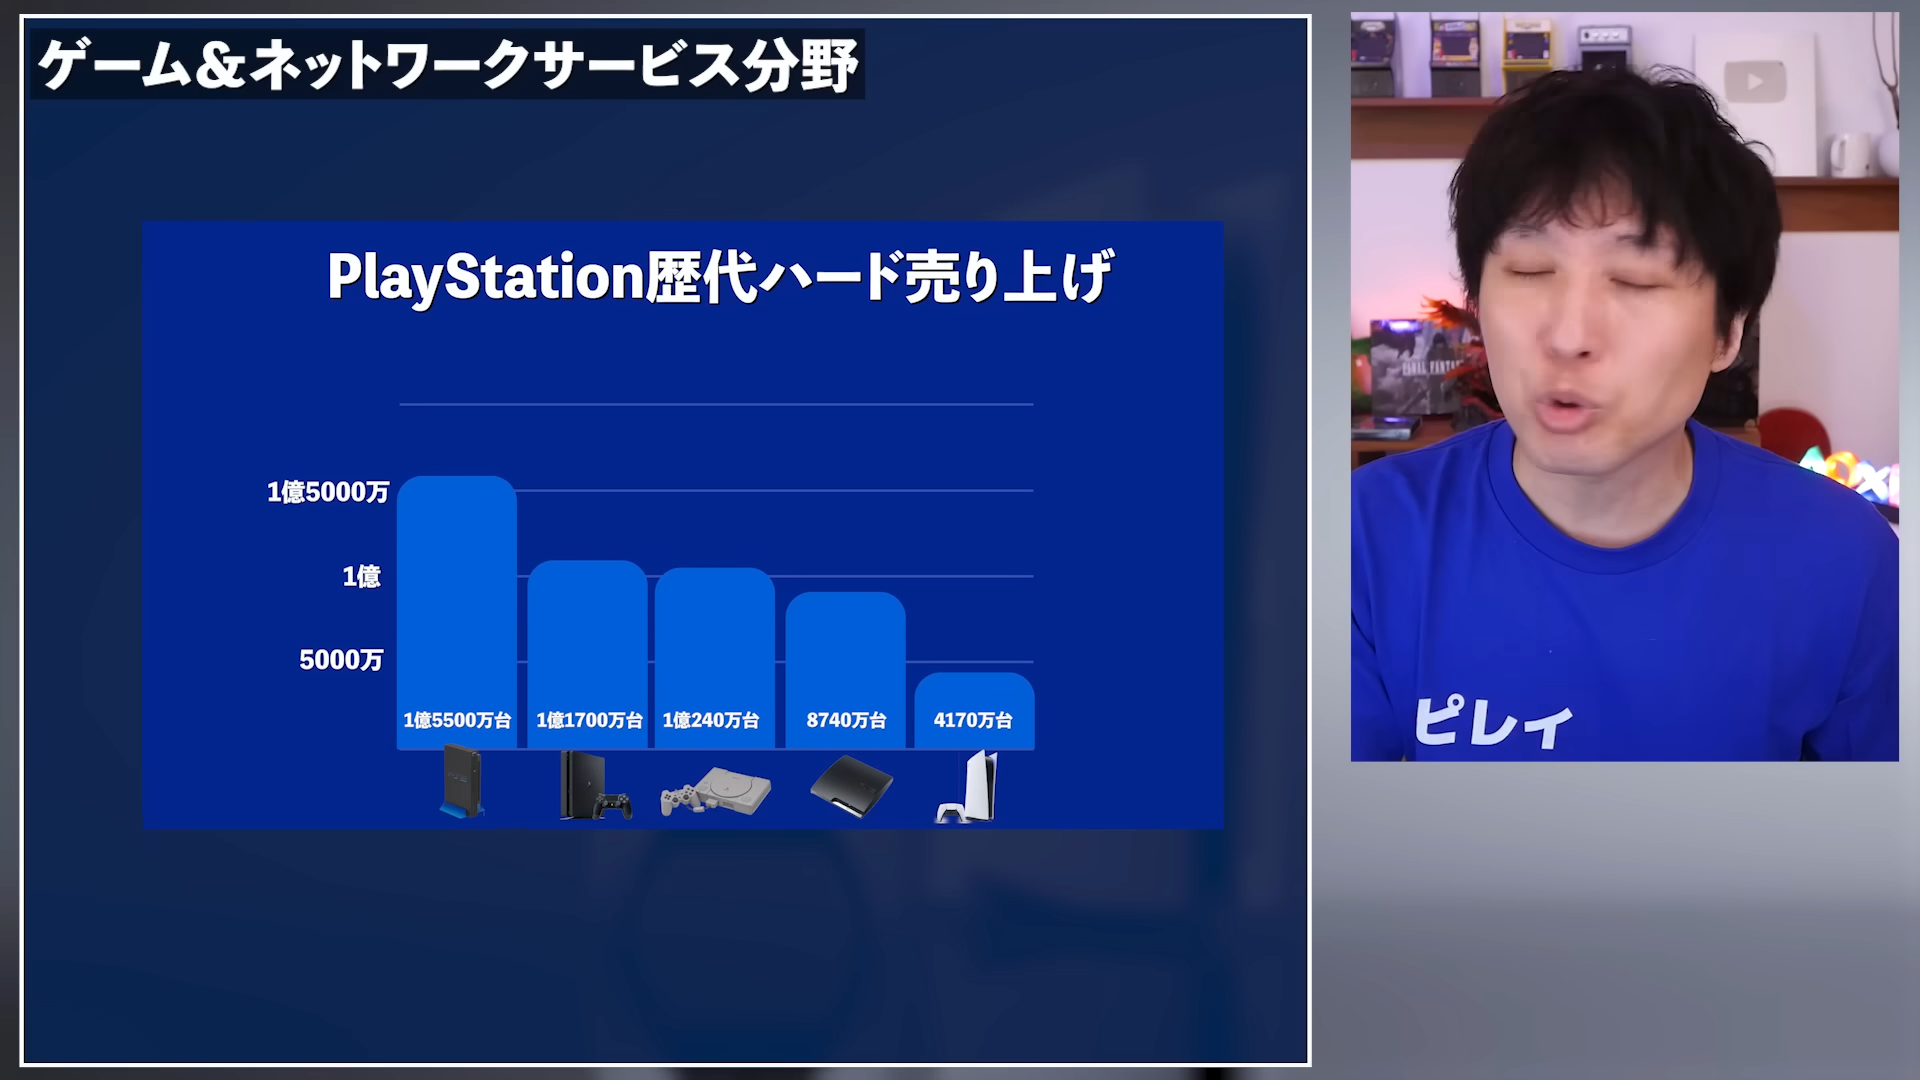 ゲーム&ネットワークサービス分野
PlayStation歴代ハード売り上げ
1億5000万
1億
5000万
1億5500万台
1億1700万台
1億240万台
8740万台
4170万台
FINAL FANTASY
ピレイ